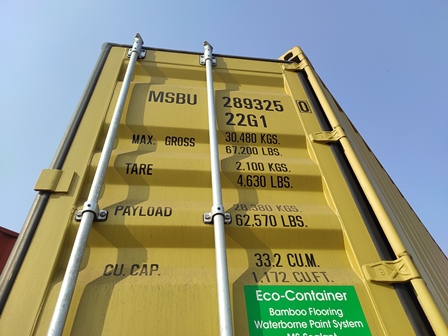 MSBU 289325 0
22G1
MAX. GROSS 30,480 KGS.
67,200 LBS.
TARE 2,100 KGS.
4,630 LBS.
PAYLOAD 28,380 KGS.
62,570 LBS.
CU. CAP. 33.2 CU.M.
1,172 CU.FT.
Eco-Container
Bamboo Flooring
Waterborne Paint System
MS Sealant